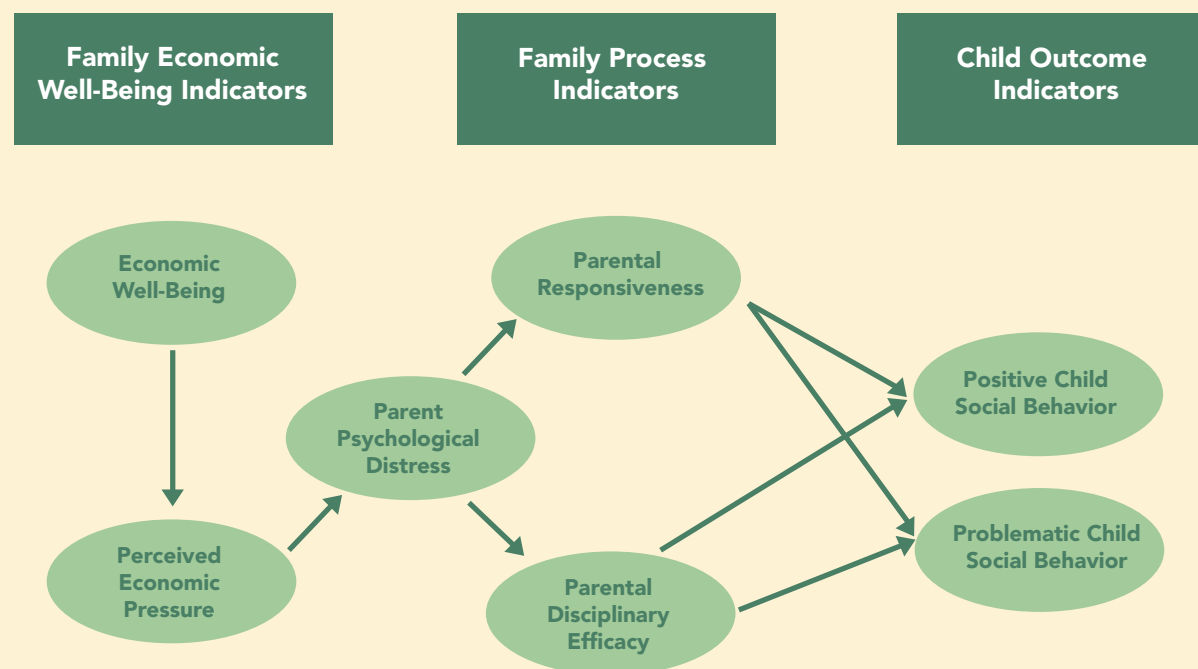 Family Economic
Well-Being Indicators
Family Process
Indicators
Child Outcome
Indicators
Economic
Well-Being
Parental
Responsiveness
Positive Child
Social Behavior
Parent
Psychological
Distress
Perceived
Economic
Pressure
Parental
Disciplinary
Efficacy
Problematic Child
Social Behavior